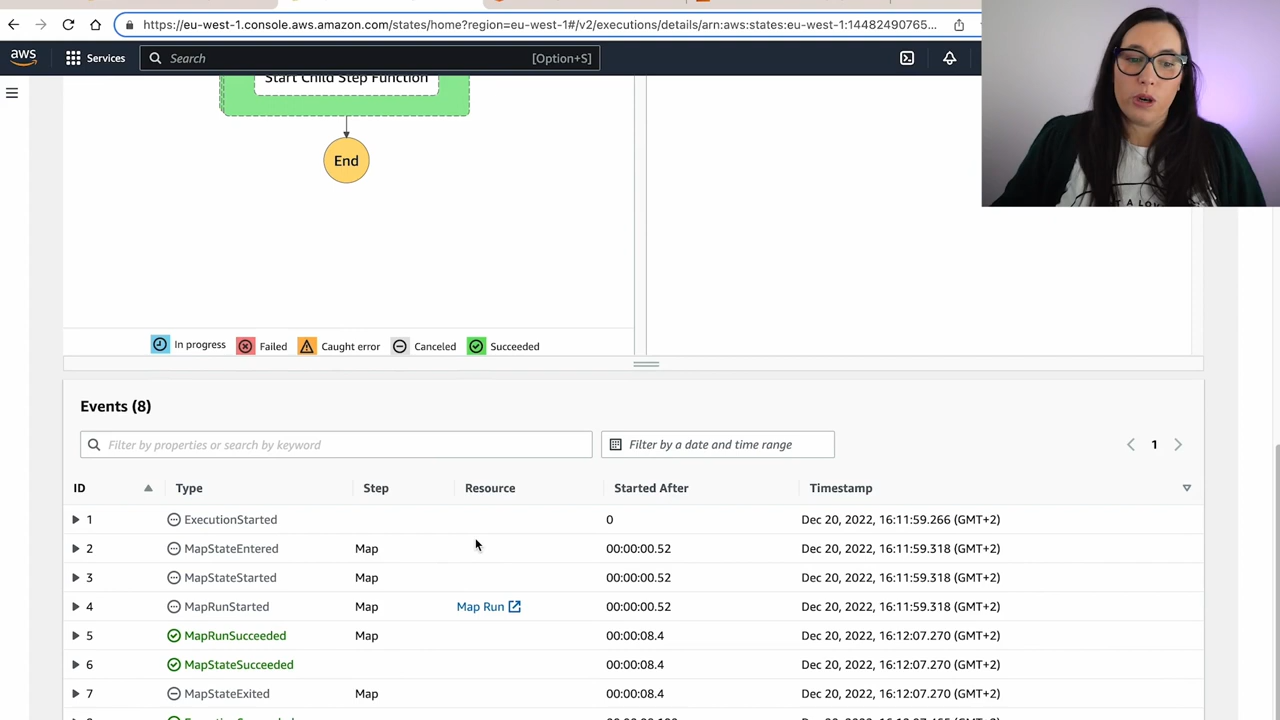 https://eu-west-1.console.aws.amazon.com/states/home?region=eu-west-1#/v2/executions/details/arn:aws:states:eu-west-1:14482490765...
aws
Services
Search
[Option+S]
Start Child Step Function
End
In progress
Failed
Caught error
Canceled
Succeeded
Events (8)
Filter by properties or search by keyword
Filter by a date and time range
1
ID Type Step Resource Started After Timestamp
1 ExecutionStarted 0 Dec 20, 2022, 16:11:59.266 (GMT+2)
2 MapStateEntered Map 00:00:00.52 Dec 20, 2022, 16:11:59.318 (GMT+2)
3 MapStateStarted Map 00:00:00.52 Dec 20, 2022, 16:11:59.318 (GMT+2)
4 MapRunStarted Map Map Run 00:00:00.52 Dec 20, 2022, 16:11:59.318 (GMT+2)
5 MapRunSucceeded Map 00:00:08.4 Dec 20, 2022, 16:12:07.270 (GMT+2)
6 MapStateSucceeded 00:00:08.4 Dec 20, 2022, 16:12:07.270 (GMT+2)
7 MapStateExited Map 00:00:08.4 Dec 20, 2022, 16:12:07.270 (GMT+2)